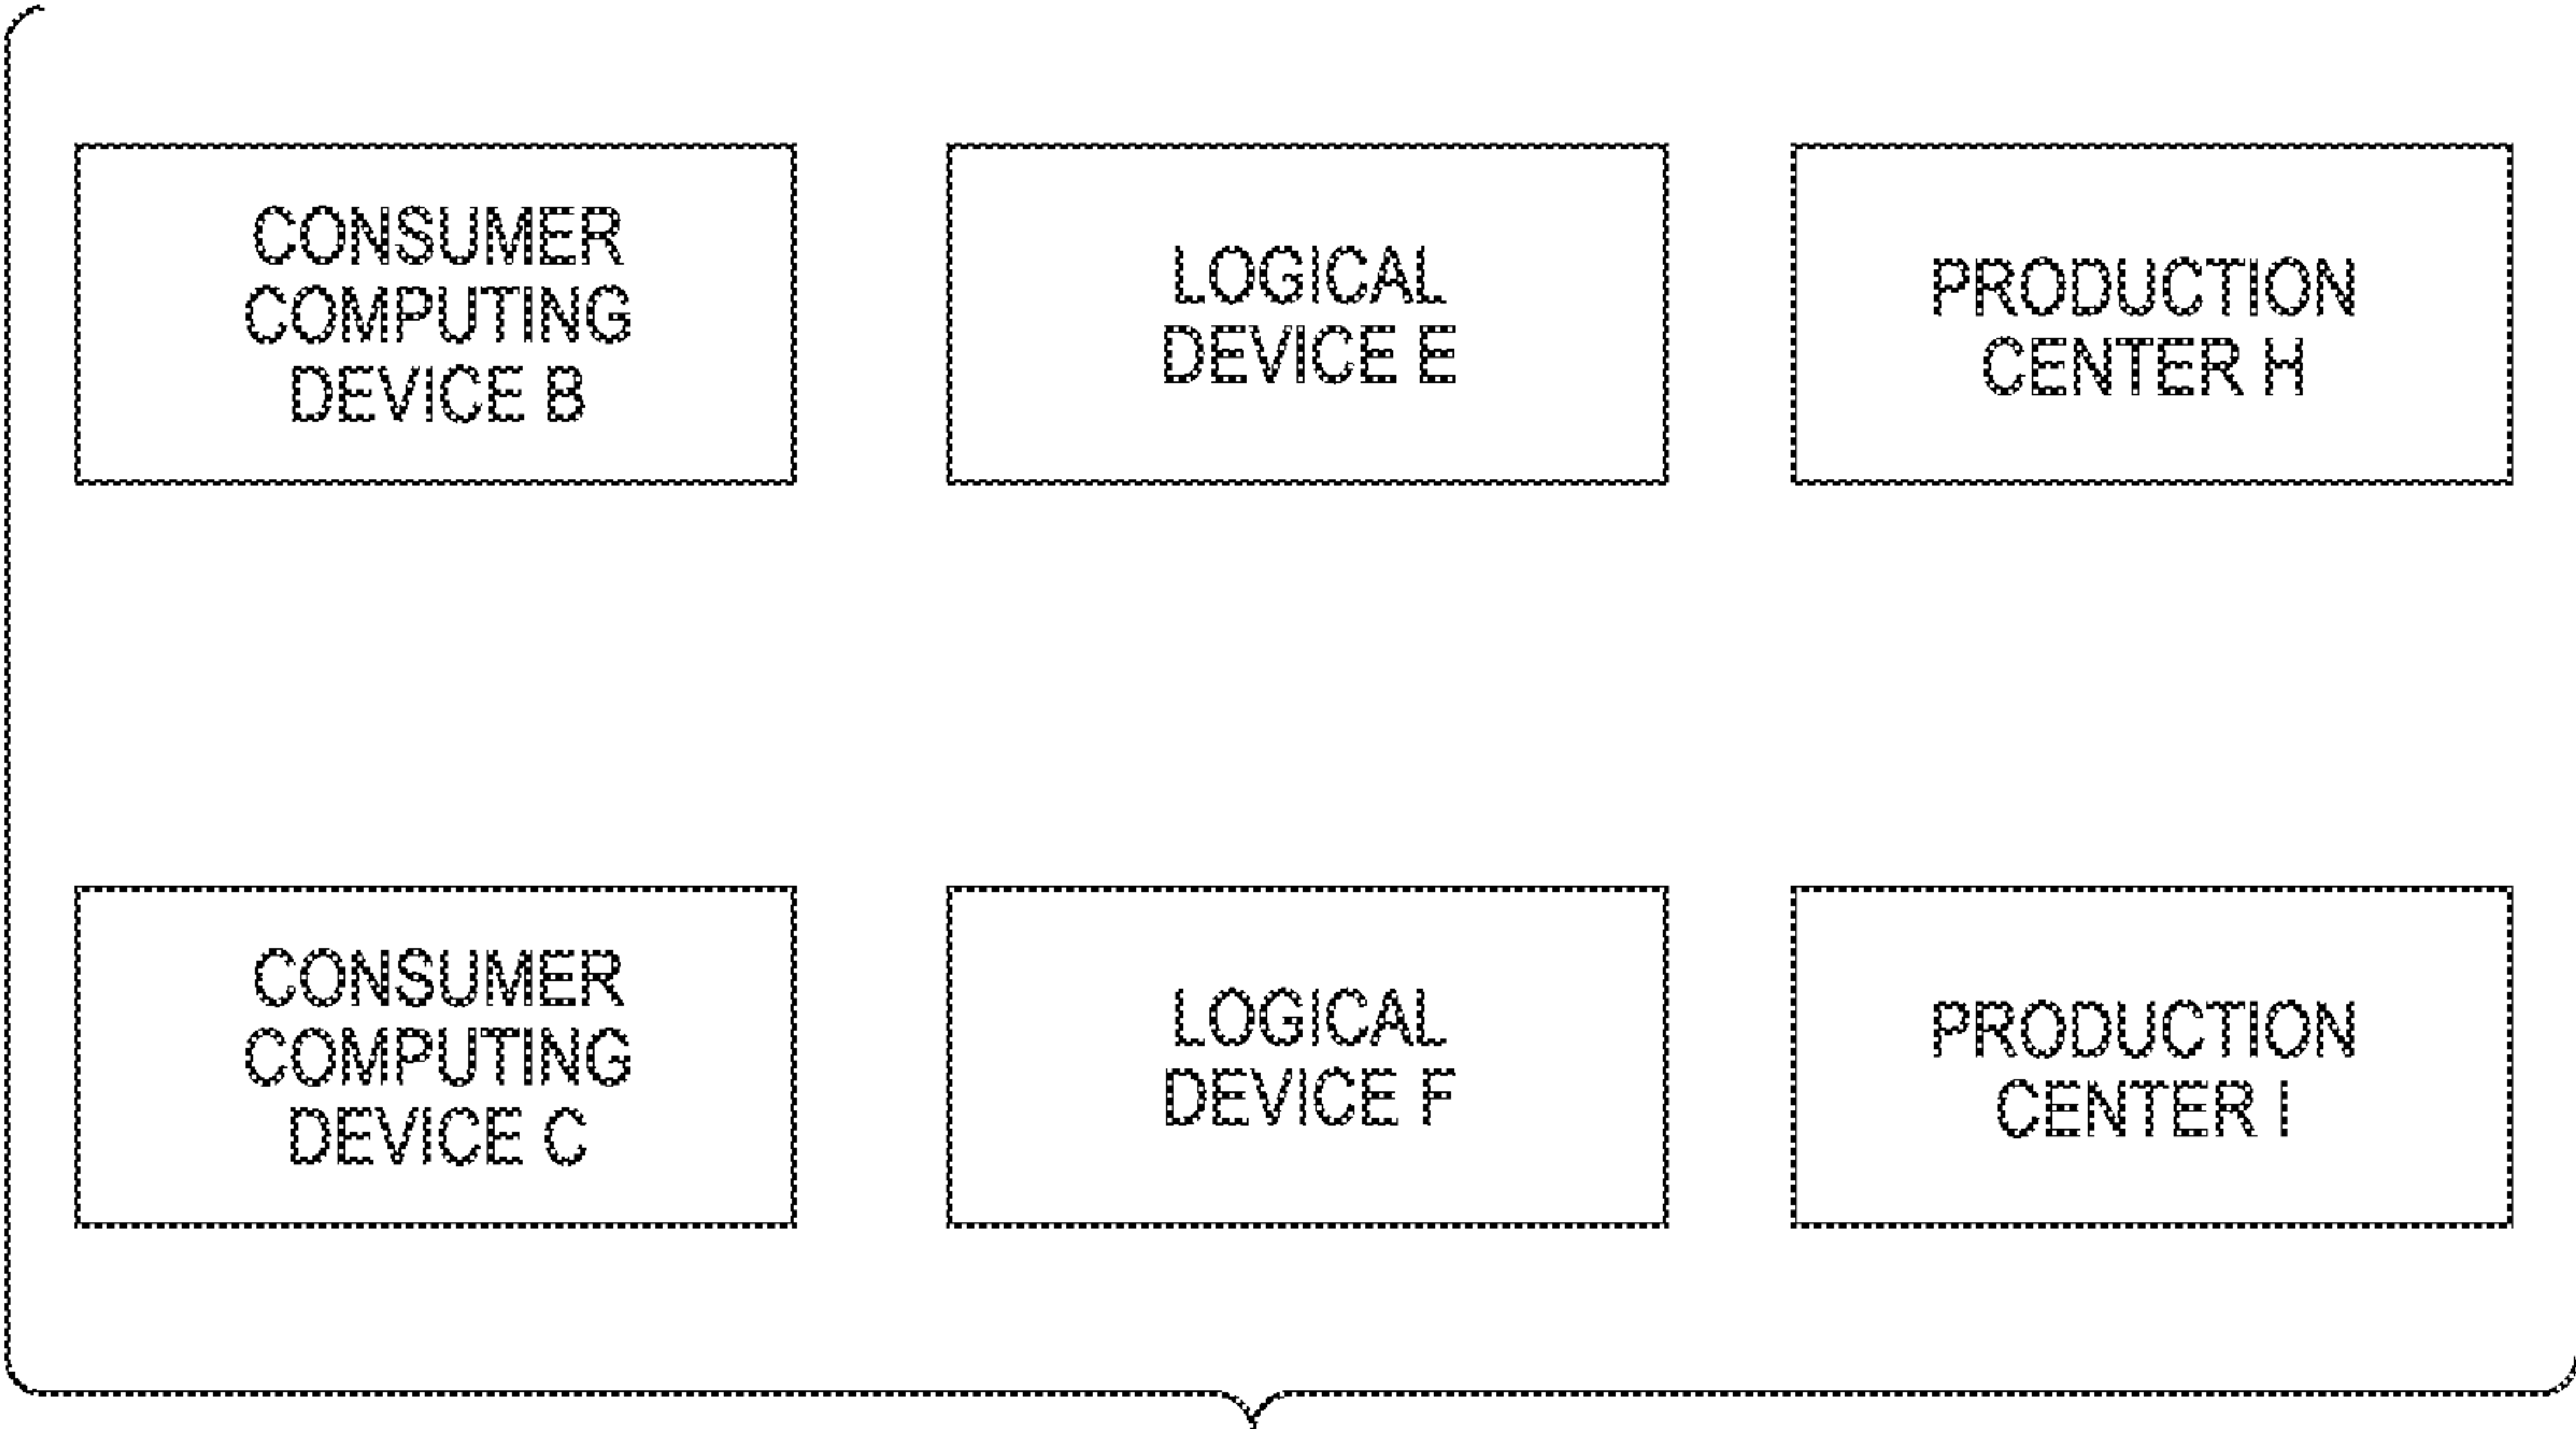 CONSUMER
COMPUTING
DEVICE B
LOGICAL
DEVICE E
PRODUCTION
CENTER H
CONSUMER
COMPUTING
DEVICE C
LOGICAL
DEVICE F
PRODUCTION
CENTER I